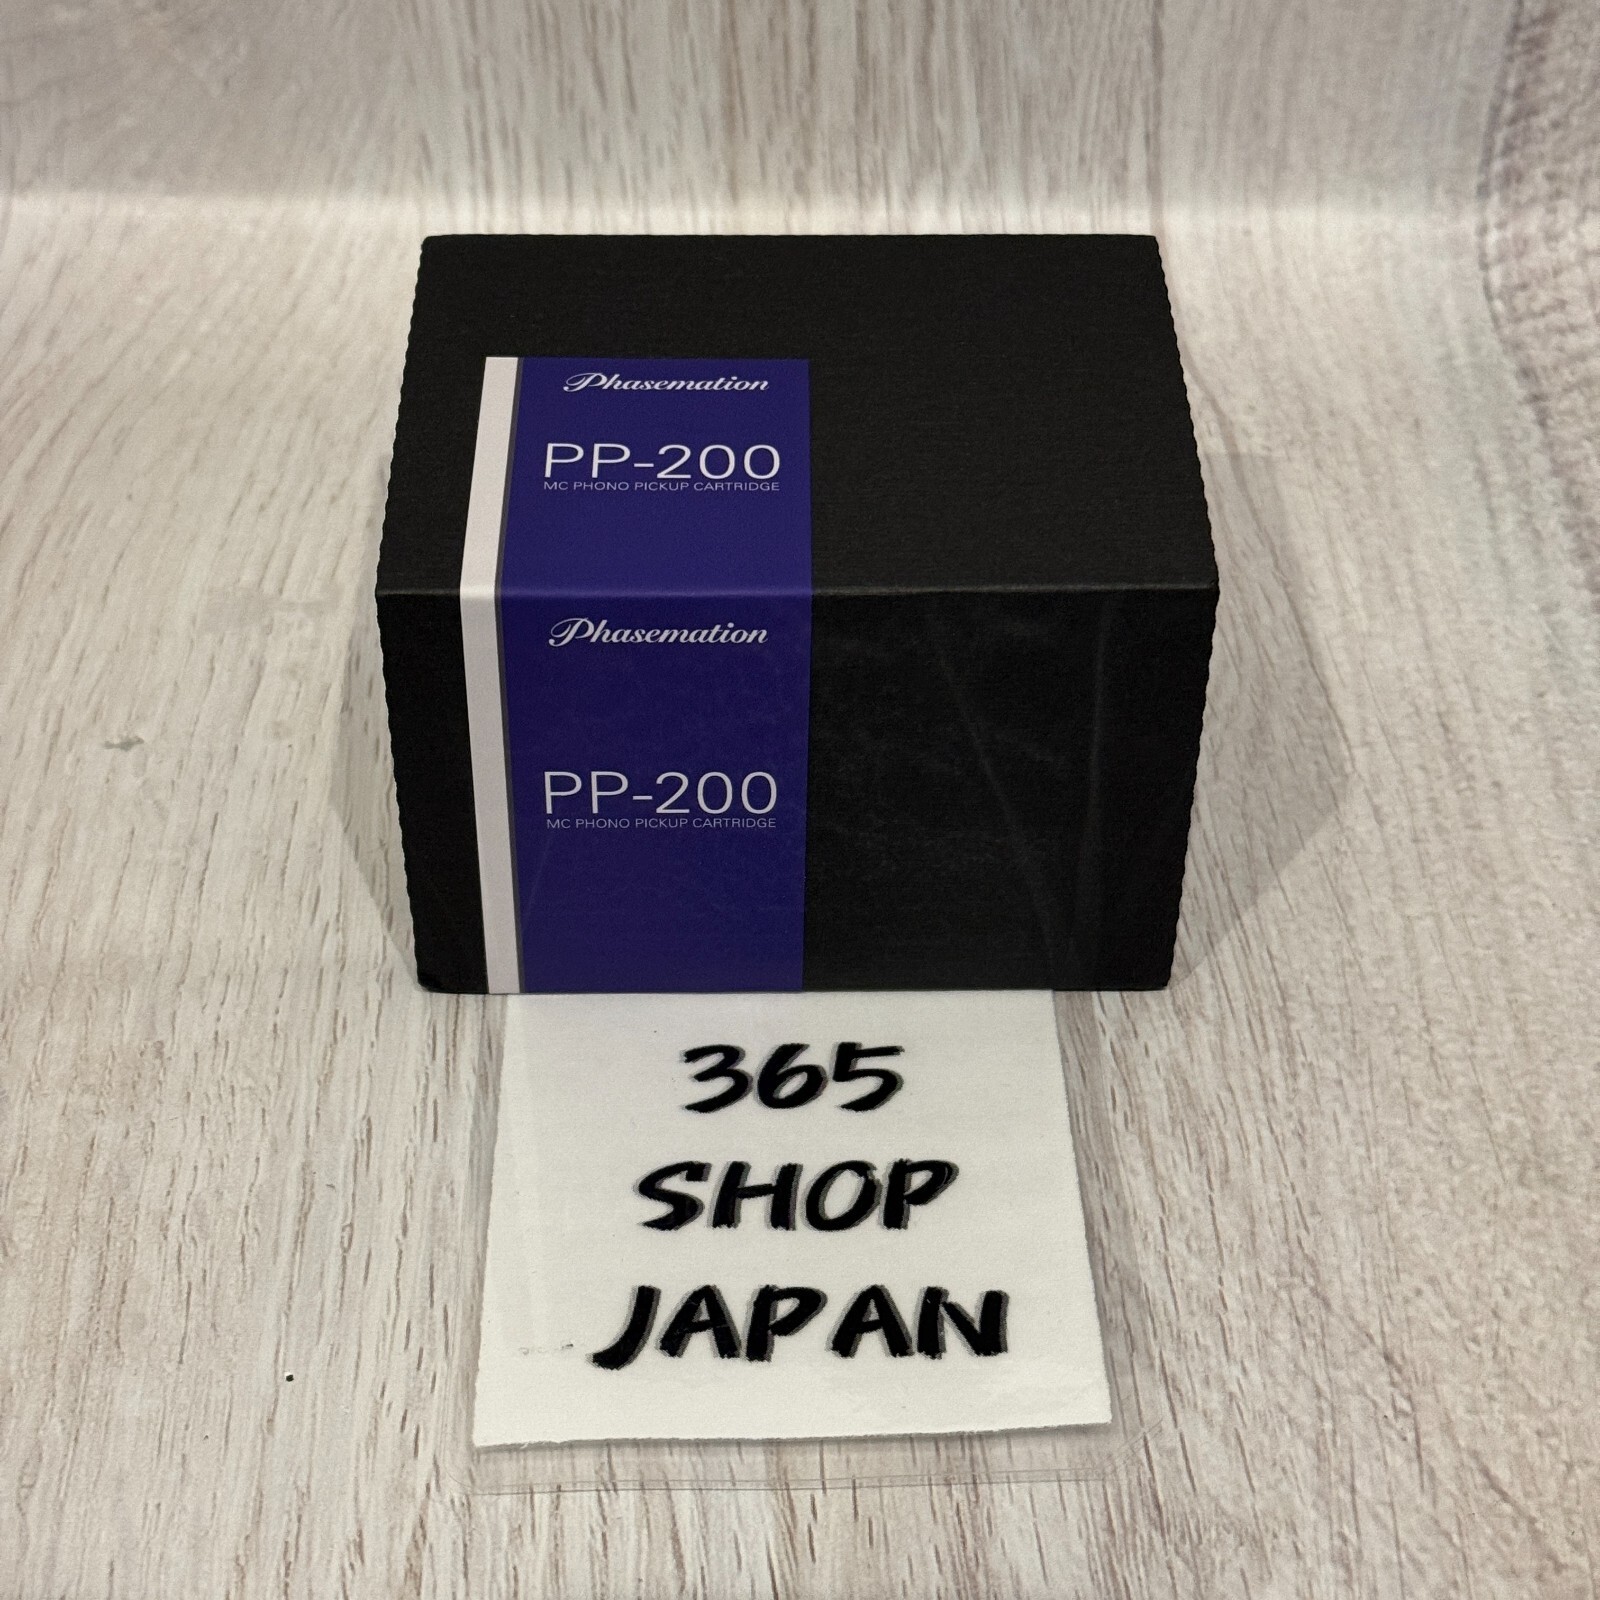 Phasemation
PP-200
MC PHONO PICKUP CARTRIDGE
Phasemation
PP-200
MC PHONO PICKUP CARTRIDGE
365
SHOP
JAPAN